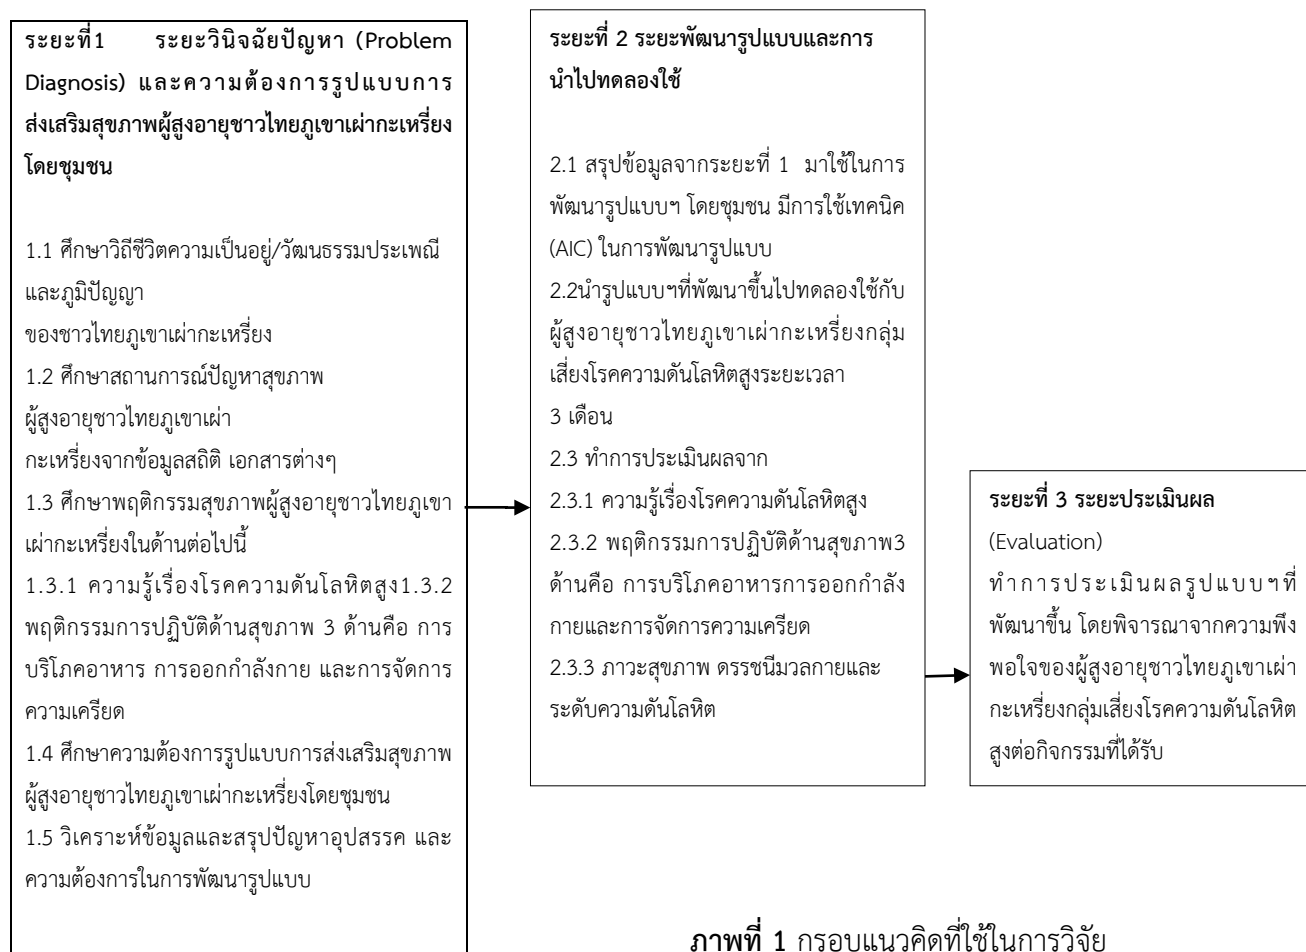 ระยะที่1 ระยะวินิจฉัยปัญหา (Problem
Diagnosis) และความต้องการรูปแบบการ
ส่งเสริมสุขภาพผู้สูงอายุชาวไทยภูเขาเผ่ากะเหรี่ยง
โดยชุมชน
1.1 ศึกษาวิถีชีวิตความเป็นอยู่/วัฒนธรรมประเพณี
และภูมิปัญญา
ของชาวไทยภูเขาเผ่ากะเหรี่ยง
1.2 ศึกษาสถานการณ์ปัญหาสุขภาพ
ผู้สูงอายุชาวไทยภูเขาเผ่า
กะเหรี่ยงจากข้อมูลสถิติ เอกสารต่างๆ
1.3 ศึกษาพฤติกรรมสุขภาพผู้สูงอายุชาวไทยภูเขา
เผ่ากะเหรี่ยงในด้านต่อไปนี้
1.3.1 ความรู้เรื่องโรคความดันโลหิตสูง1.3.2
พฤติกรรมการปฏิบัติด้านสุขภาพ 3 ด้านคือ การ
บริโภคอาหาร การออกกำลังกาย และการจัดการ
ความเครียด
1.4 ศึกษาความต้องการรูปแบบการส่งเสริมสุขภาพ
ผู้สูงอายุชาวไทยภูเขาเผ่ากะเหรี่ยงโดยชุมชน
1.5 วิเคราะห์ข้อมูลและสรุปปัญหาอุปสรรค และ
ความต้องการในการพัฒนารูปแบบ
ระยะที่ 2 ระยะพัฒนารูปแบบและการ
นำไปทดลองใช้
2.1 สรุปข้อมูลจากระยะที่ 1 มาใช้ในการ
พัฒนารูปแบบฯ โดยชุมชน มีการใช้เทคนิค
(AIC) ในการพัฒนารูปแบบ
2.2นำรูปแบบฯที่พัฒนาขึ้นไปทดลองใช้กับ
ผู้สูงอายุชาวไทยภูเขาเผ่ากะเหรี่ยงกลุ่ม
เสี่ยงโรคความดันโลหิตสูงระยะเวลา
3 เดือน
2.3 ทำการประเมินผลจาก
2.3.1 ความรู้เรื่องโรคความดันโลหิตสูง
2.3.2 พฤติกรรมการปฏิบัติด้านสุขภาพ3
ด้านคือ การบริโภคอาหารการออกกำลัง
กายและการจัดการความเครียด
2.3.3 ภาวะสุขภาพ ดรรชนีมวลกายและ
ระดับความดันโลหิต
ระยะที่ 3 ระยะประเมินผล
(Evaluation)
ทำการประเมินผลรูปแบบฯที่
พัฒนาขึ้น โดยพิจารณาจากความพึง
พอใจของผู้สูงอายุชาวไทยภูเขาเผ่า
กะเหรี่ยงกลุ่มเสี่ยงโรคความดันโลหิต
สูงต่อกิจกรรมที่ได้รับ
ภาพที่ 1 กรอบแนวคิดที่ใช้ในการวิจัย